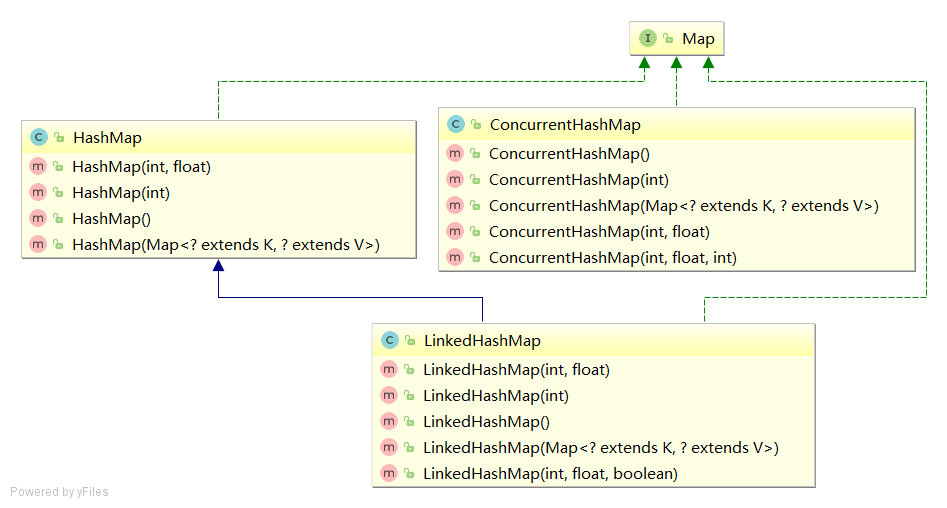 I Map
C HashMap
m HashMap(int, float)
m HashMap(int)
m HashMap()
m HashMap(Map<? extends K, ? extends V>)
C ConcurrentHashMap
m ConcurrentHashMap()
m ConcurrentHashMap(int)
m ConcurrentHashMap(Map<? extends K, ? extends V>)
m ConcurrentHashMap(int, float)
m ConcurrentHashMap(int, float, int)
C LinkedHashMap
m LinkedHashMap(int, float)
m LinkedHashMap(int)
m LinkedHashMap()
m LinkedHashMap(Map<? extends K, ? extends V>)
m LinkedHashMap(int, float, boolean)
Powered by yFiles